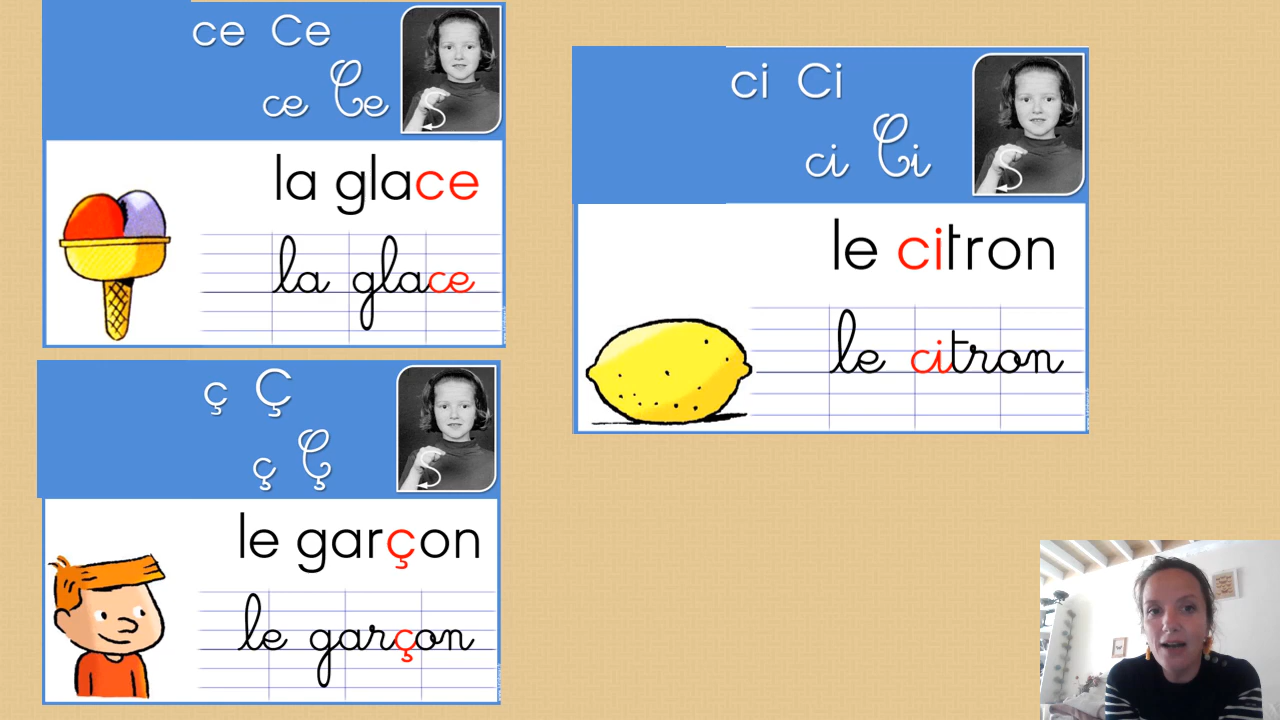 ce Ce
ce Ce
la glace
la glace
ç Ç
ç Ç
le garçon
le garçon
ci Ci
ci Ci
le citron
le citron